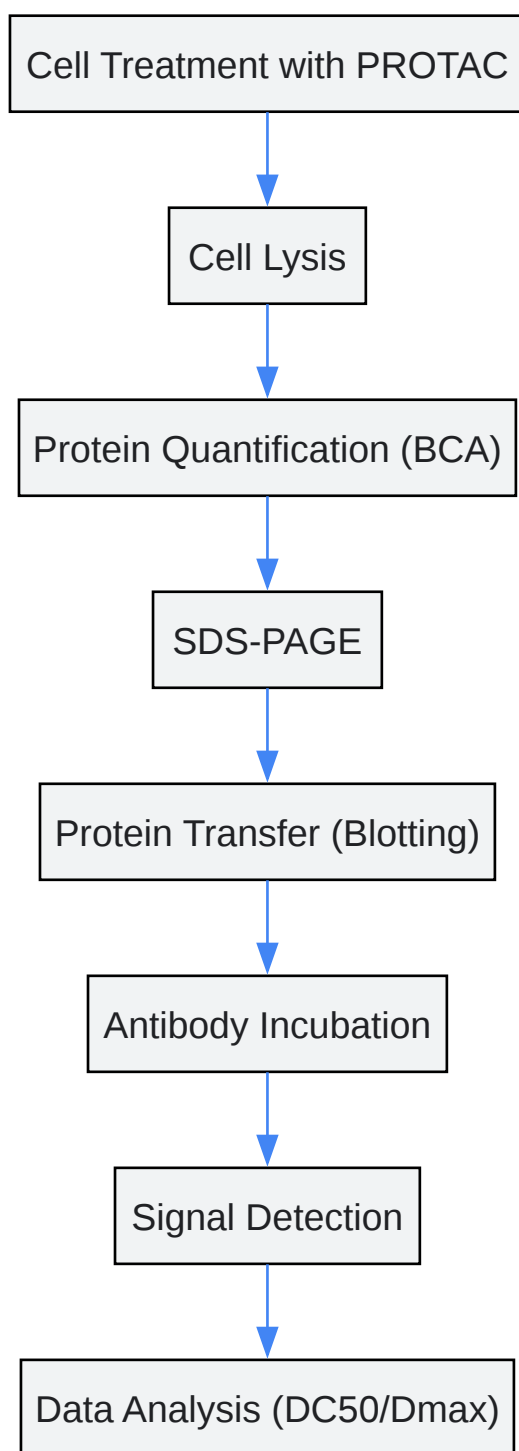 Cell Treatment with PROTAC
Cell Lysis
Protein Quantification (BCA)
SDS-PAGE
Protein Transfer (Blotting)
Antibody Incubation
Signal Detection
Data Analysis (DC50/Dmax)